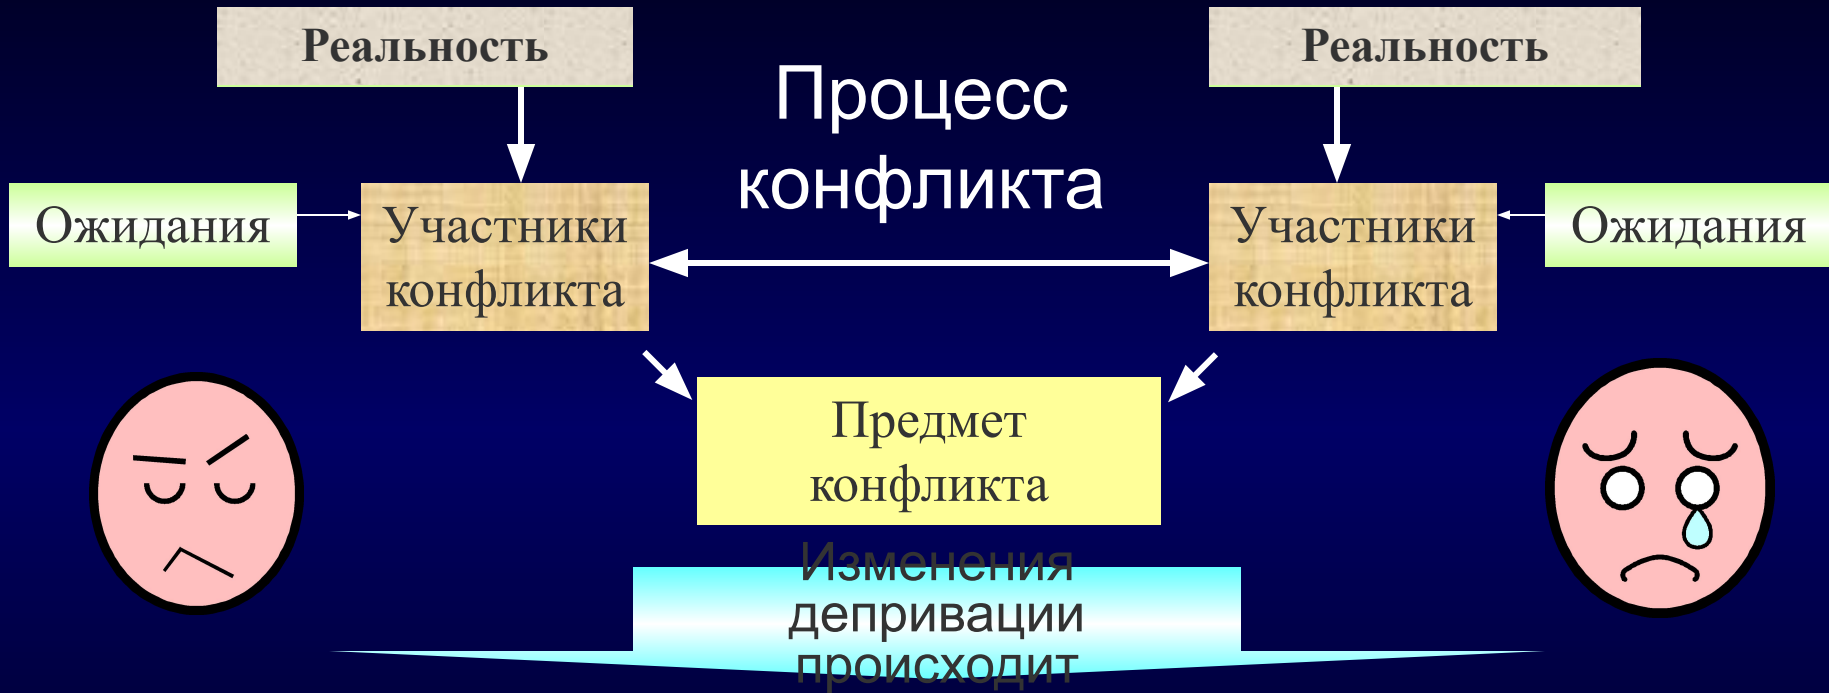 Реальность
Реальность
Процесс
конфликта
Ожидания
Участники
конфликта
Участники
конфликта
Ожидания
Предмет
конфликта
Изменения
депривации
происходит